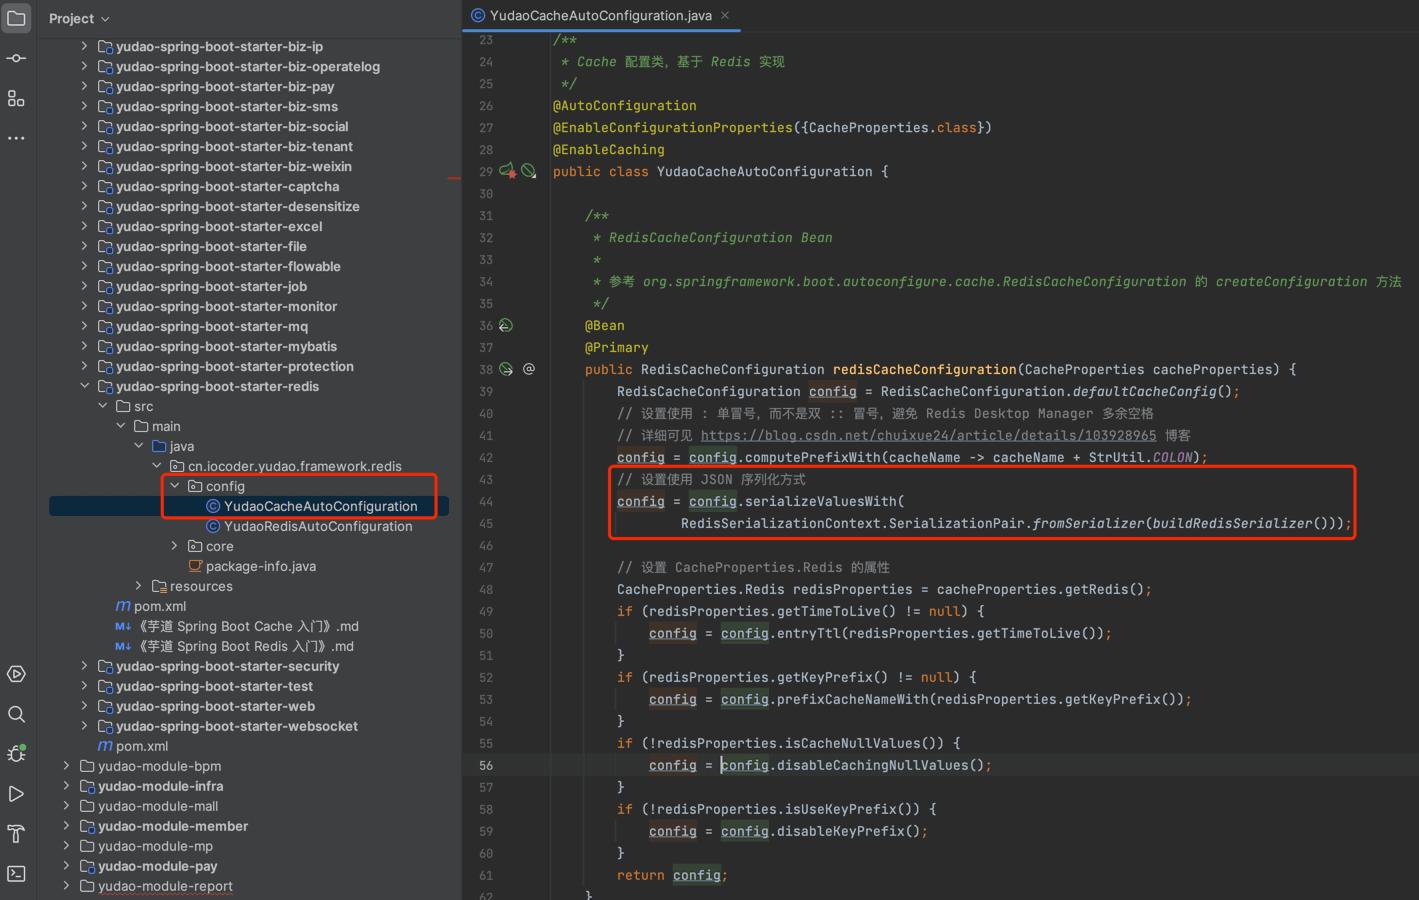 Project
yudao-spring-boot-starter-biz-ip
yudao-spring-boot-starter-biz-operatelog
yudao-spring-boot-starter-biz-pay
yudao-spring-boot-starter-biz-sms
yudao-spring-boot-starter-biz-social
yudao-spring-boot-starter-biz-tenant
yudao-spring-boot-starter-biz-weixin
yudao-spring-boot-starter-captcha
yudao-spring-boot-starter-desensitize
yudao-spring-boot-starter-excel
yudao-spring-boot-starter-file
yudao-spring-boot-starter-flowable
yudao-spring-boot-starter-job
yudao-spring-boot-starter-monitor
yudao-spring-boot-starter-mq
yudao-spring-boot-starter-mybatis
yudao-spring-boot-starter-protection
yudao-spring-boot-starter-redis
src
main
java
cn.iocoder.yudao.framework.redis
config
YudaoCacheAutoConfiguration
YudaoRedisAutoConfiguration
core
package-info.java
resources
pom.xml
《芋道 Spring Boot Cache 入门》.md
《芋道 Spring Boot Redis 入门》.md
yudao-spring-boot-starter-security
yudao-spring-boot-starter-test
yudao-spring-boot-starter-web
yudao-spring-boot-starter-websocket
pom.xml
yudao-module-bpm
yudao-module-infra
yudao-module-mall
yudao-module-member
yudao-module-mp
yudao-module-pay
yudao-module-report
YudaoCacheAutoConfiguration.java
23 /**
24 * Cache 配置类，基于 Redis 实现
25 */
26 @AutoConfiguration
27 @EnableConfigurationProperties({CacheProperties.class})
28 @EnableCaching
29 public class YudaoCacheAutoConfiguration {
30
31 /**
32 * RedisCacheConfiguration Bean
33 *
34 * 参考 org.springframework.boot.autoconfigure.cache.RedisCacheConfiguration 的 createConfiguration 方法
35 */
36 @Bean
37 @Primary
38 public RedisCacheConfiguration redisCacheConfiguration(CacheProperties cacheProperties) {
39 RedisCacheConfiguration config = RedisCacheConfiguration.defaultCacheConfig();
40 // 设置使用 : 单冒号，而不是双 :: 冒号，避免 Redis Desktop Manager 多余空格
41 // 详细可见 https://blog.csdn.net/chuixue24/article/details/103928965 博客
42 config = config.computePrefixWith(cacheName -> cacheName + StrUtil.COLON);
43 // 设置使用 JSON 序列化方式
44 config = config.serializeValuesWith(
45 RedisSerializationContext.SerializationPair.fromSerializer(buildRedisSerializer()));
46
47 // 设置 CacheProperties.Redis 的属性
48 CacheProperties.Redis redisProperties = cacheProperties.getRedis();
49 if (redisProperties.getTimeToLive() != null) {
50 config = config.entryTtl(redisProperties.getTimeToLive());
51 }
52 if (redisProperties.getKeyPrefix() != null) {
53 config = config.prefixCacheNameWith(redisProperties.getKeyPrefix());
54 }
55 if (!redisProperties.isCacheNullValues()) {
56 config = config.disableCachingNullValues();
57 }
58 if (!redisProperties.isUseKeyPrefix()) {
59 config = config.disableKeyPrefix();
60 }
61 return config;
62 }